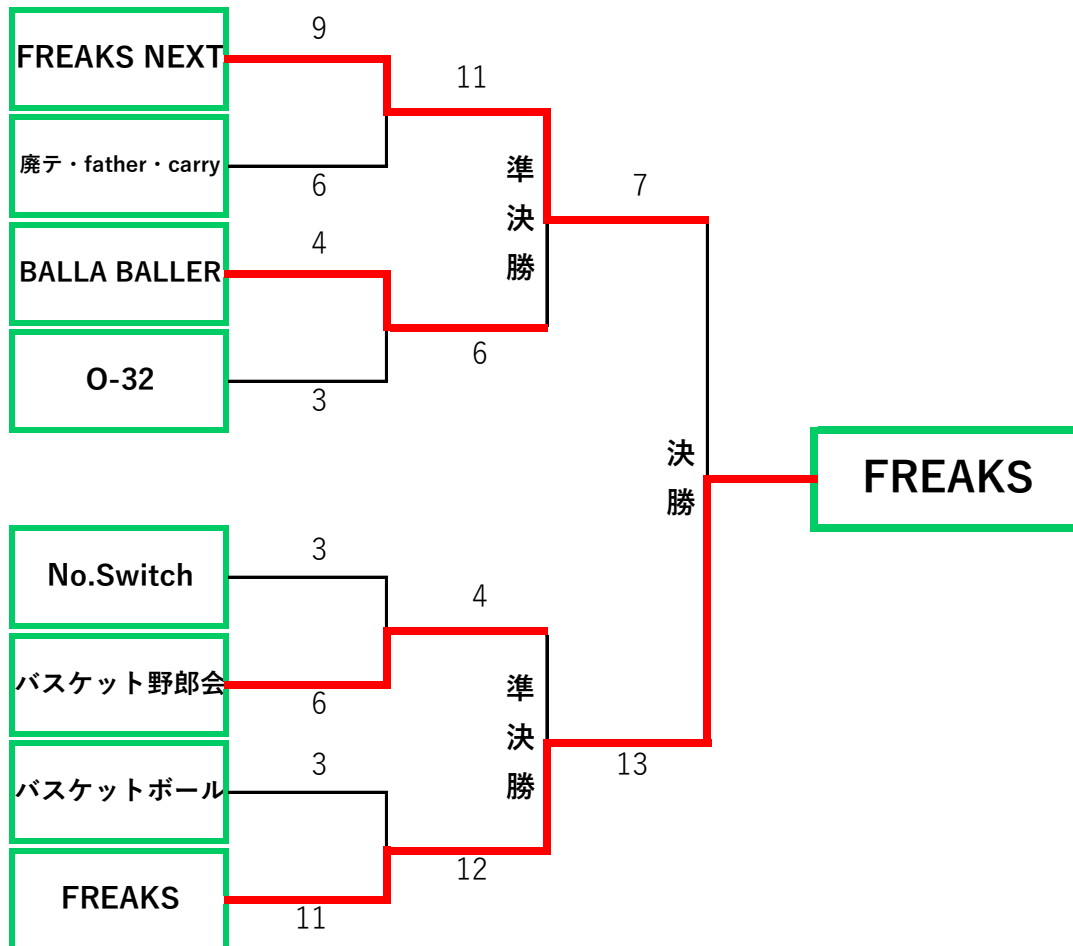 FREAKS NEXT
9
11
廃テ・father・carry
6
準決勝
7
BALLA BALLER
4
6
O-32
3
決勝
FREAKS
No.Switch
3
4
バスケット野郎会
6
準決勝
バスケットボール
3
13
12
FREAKS
11